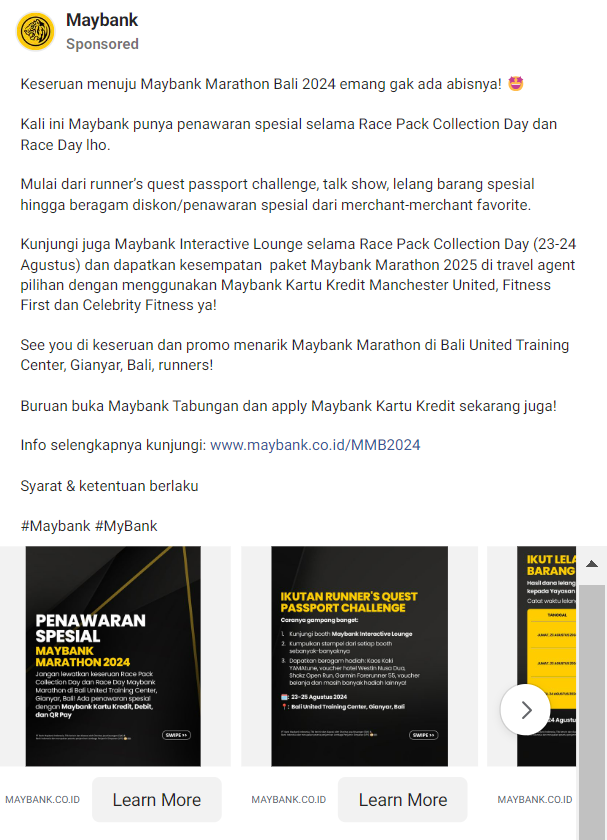 Maybank
Sponsored
Keseruan menuju Maybank Marathon Bali 2024 emang gak ada abisnya! 🤩
Kali ini Maybank punya penawaran spesial selama Race Pack Collection Day dan
Race Day lho.
Mulai dari runner's quest passport challenge, talk show, lelang barang spesial
hingga beragam diskon/penawaran spesial dari merchant-merchant favorite.
Kunjungi juga Maybank Interactive Lounge selama Race Pack Collection Day (23-24
Agustus) dan dapatkan kesempatan  paket Maybank Marathon 2025 di travel agent
pilihan dengan menggunakan Maybank Kartu Kredit Manchester United, Fitness
First dan Celebrity Fitness ya!
See you di keseruan dan promo menarik Maybank Marathon di Bali United Training
Center, Gianyar, Bali, runners!
Buruan buka Maybank Tabungan dan apply Maybank Kartu Kredit sekarang juga!
Info selengkapnya kunjungi: www.maybank.co.id/MMB2024
Syarat & ketentuan berlaku
#Maybank #MyBank
PENAWARAN
SPESIAL
MAYBANK
MARATHON 2024
Jangan lewatkan keseruan Race Pack
Collection Day dan Race Day Maybank
Marathon di Bali United Training Center,
Gianyar, Bali! Ada penawaran spesial
dengan Maybank Kartu Kredit, Debit,
dan QR Pay
SWIPE >>
IKUTAN RUNNER'S QUEST
PASSPORT CHALLENGE
Caranya gampang banget:
1. Kunjungi booth Maybank Interactive Lounge
2. Kumpulkan stempel dari setiap booth
sebanyak-banyaknya
3. Dapatkan beragam hadiah: Kaos Kaki
YAMAtune, voucher hotel Westin Nusa Dua,
Shokz Open Run, Garmin Forerunner 55, voucher
belanja dan masih banyak hadiah lainnya!
: 23-25 Agustus 2024
: Bali United Training Center, Gianyar, Bali
SWIPE >>
IKUT LELA
BARANG
Hasil dana lelang
kepada Yayasan
Catat waktu lelan
TANGGAL
24 Agustu
MAYBANK.CO.ID
Learn More
MAYBANK.CO.ID
Learn More
MAYBANK.CO.ID